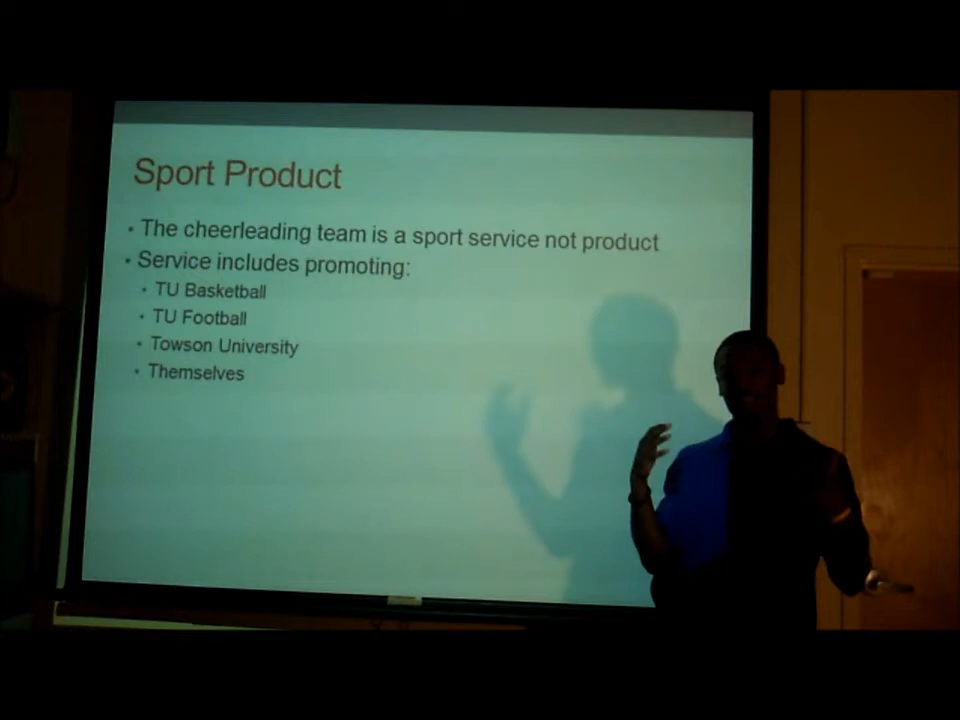 Sport Product
• The cheerleading team is a sport service not product
• Service includes promoting:
• TU Basketball
• TU Football
• Towson University
• Themselves